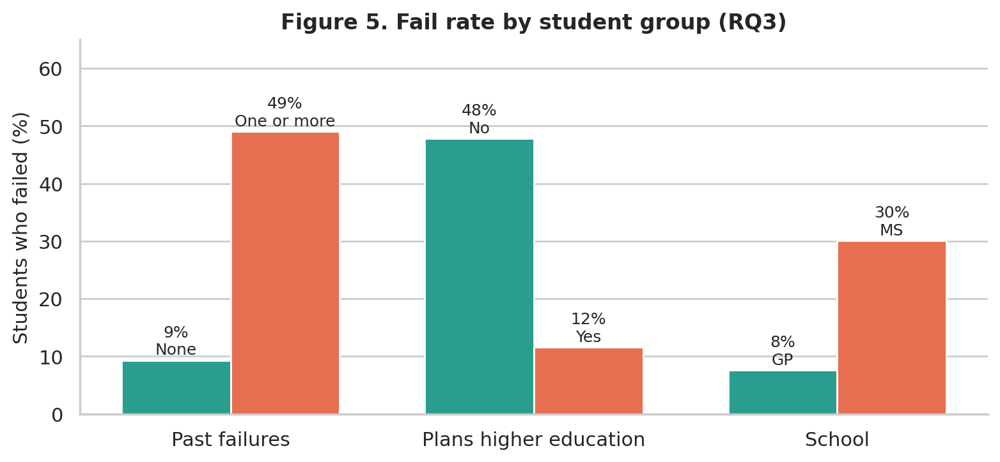 Figure 5. Fail rate by student group (RQ3)
Students who failed (%)
60
50
40
30
20
10
0
49%
One or more
48%
No
30%
MS
9%
None
12%
Yes
8%
GP
Past failures
Plans higher education
School